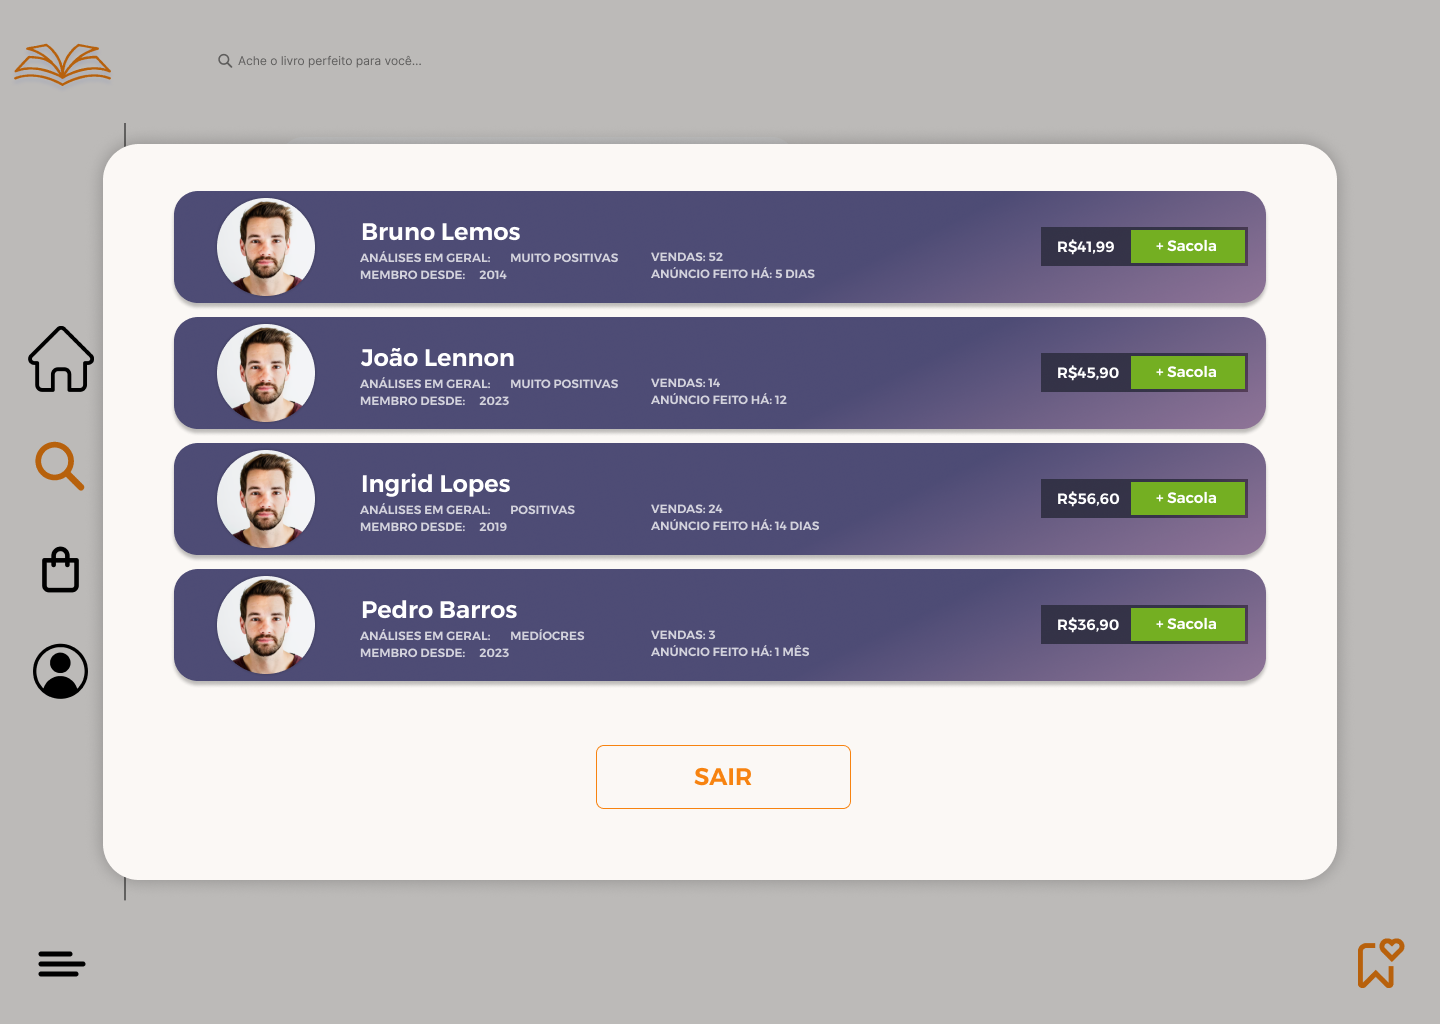 Ache o livro perfeito para você...
Bruno Lemos
ANÁLISES EM GERAL: MUITO POSITIVAS VENDAS: 52
MEMBRO DESDE: 2014 ANÚNCIO FEITO HÁ: 5 DIAS
R$41,99 + Sacola
João Lennon
ANÁLISES EM GERAL: MUITO POSITIVAS VENDAS: 14
MEMBRO DESDE: 2023 ANÚNCIO FEITO HÁ: 12
R$45,90 + Sacola
Ingrid Lopes
ANÁLISES EM GERAL: POSITIVAS VENDAS: 24
MEMBRO DESDE: 2019 ANÚNCIO FEITO HÁ: 14 DIAS
R$56,60 + Sacola
Pedro Barros
ANÁLISES EM GERAL: MEDÍOCRES VENDAS: 3
MEMBRO DESDE: 2023 ANÚNCIO FEITO HÁ: 1 MÊS
R$36,90 + Sacola
SAIR